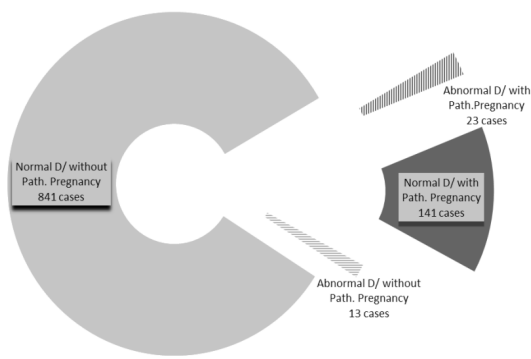 Normal D/ without
Path. Pregnancy
841 cases
Abnormal D/ with
Path.Pregnancy
23 cases
Normal D/ with
Path. Pregnancy
141 cases
Abnormal D/ without
Path. Pregnancy
13 cases